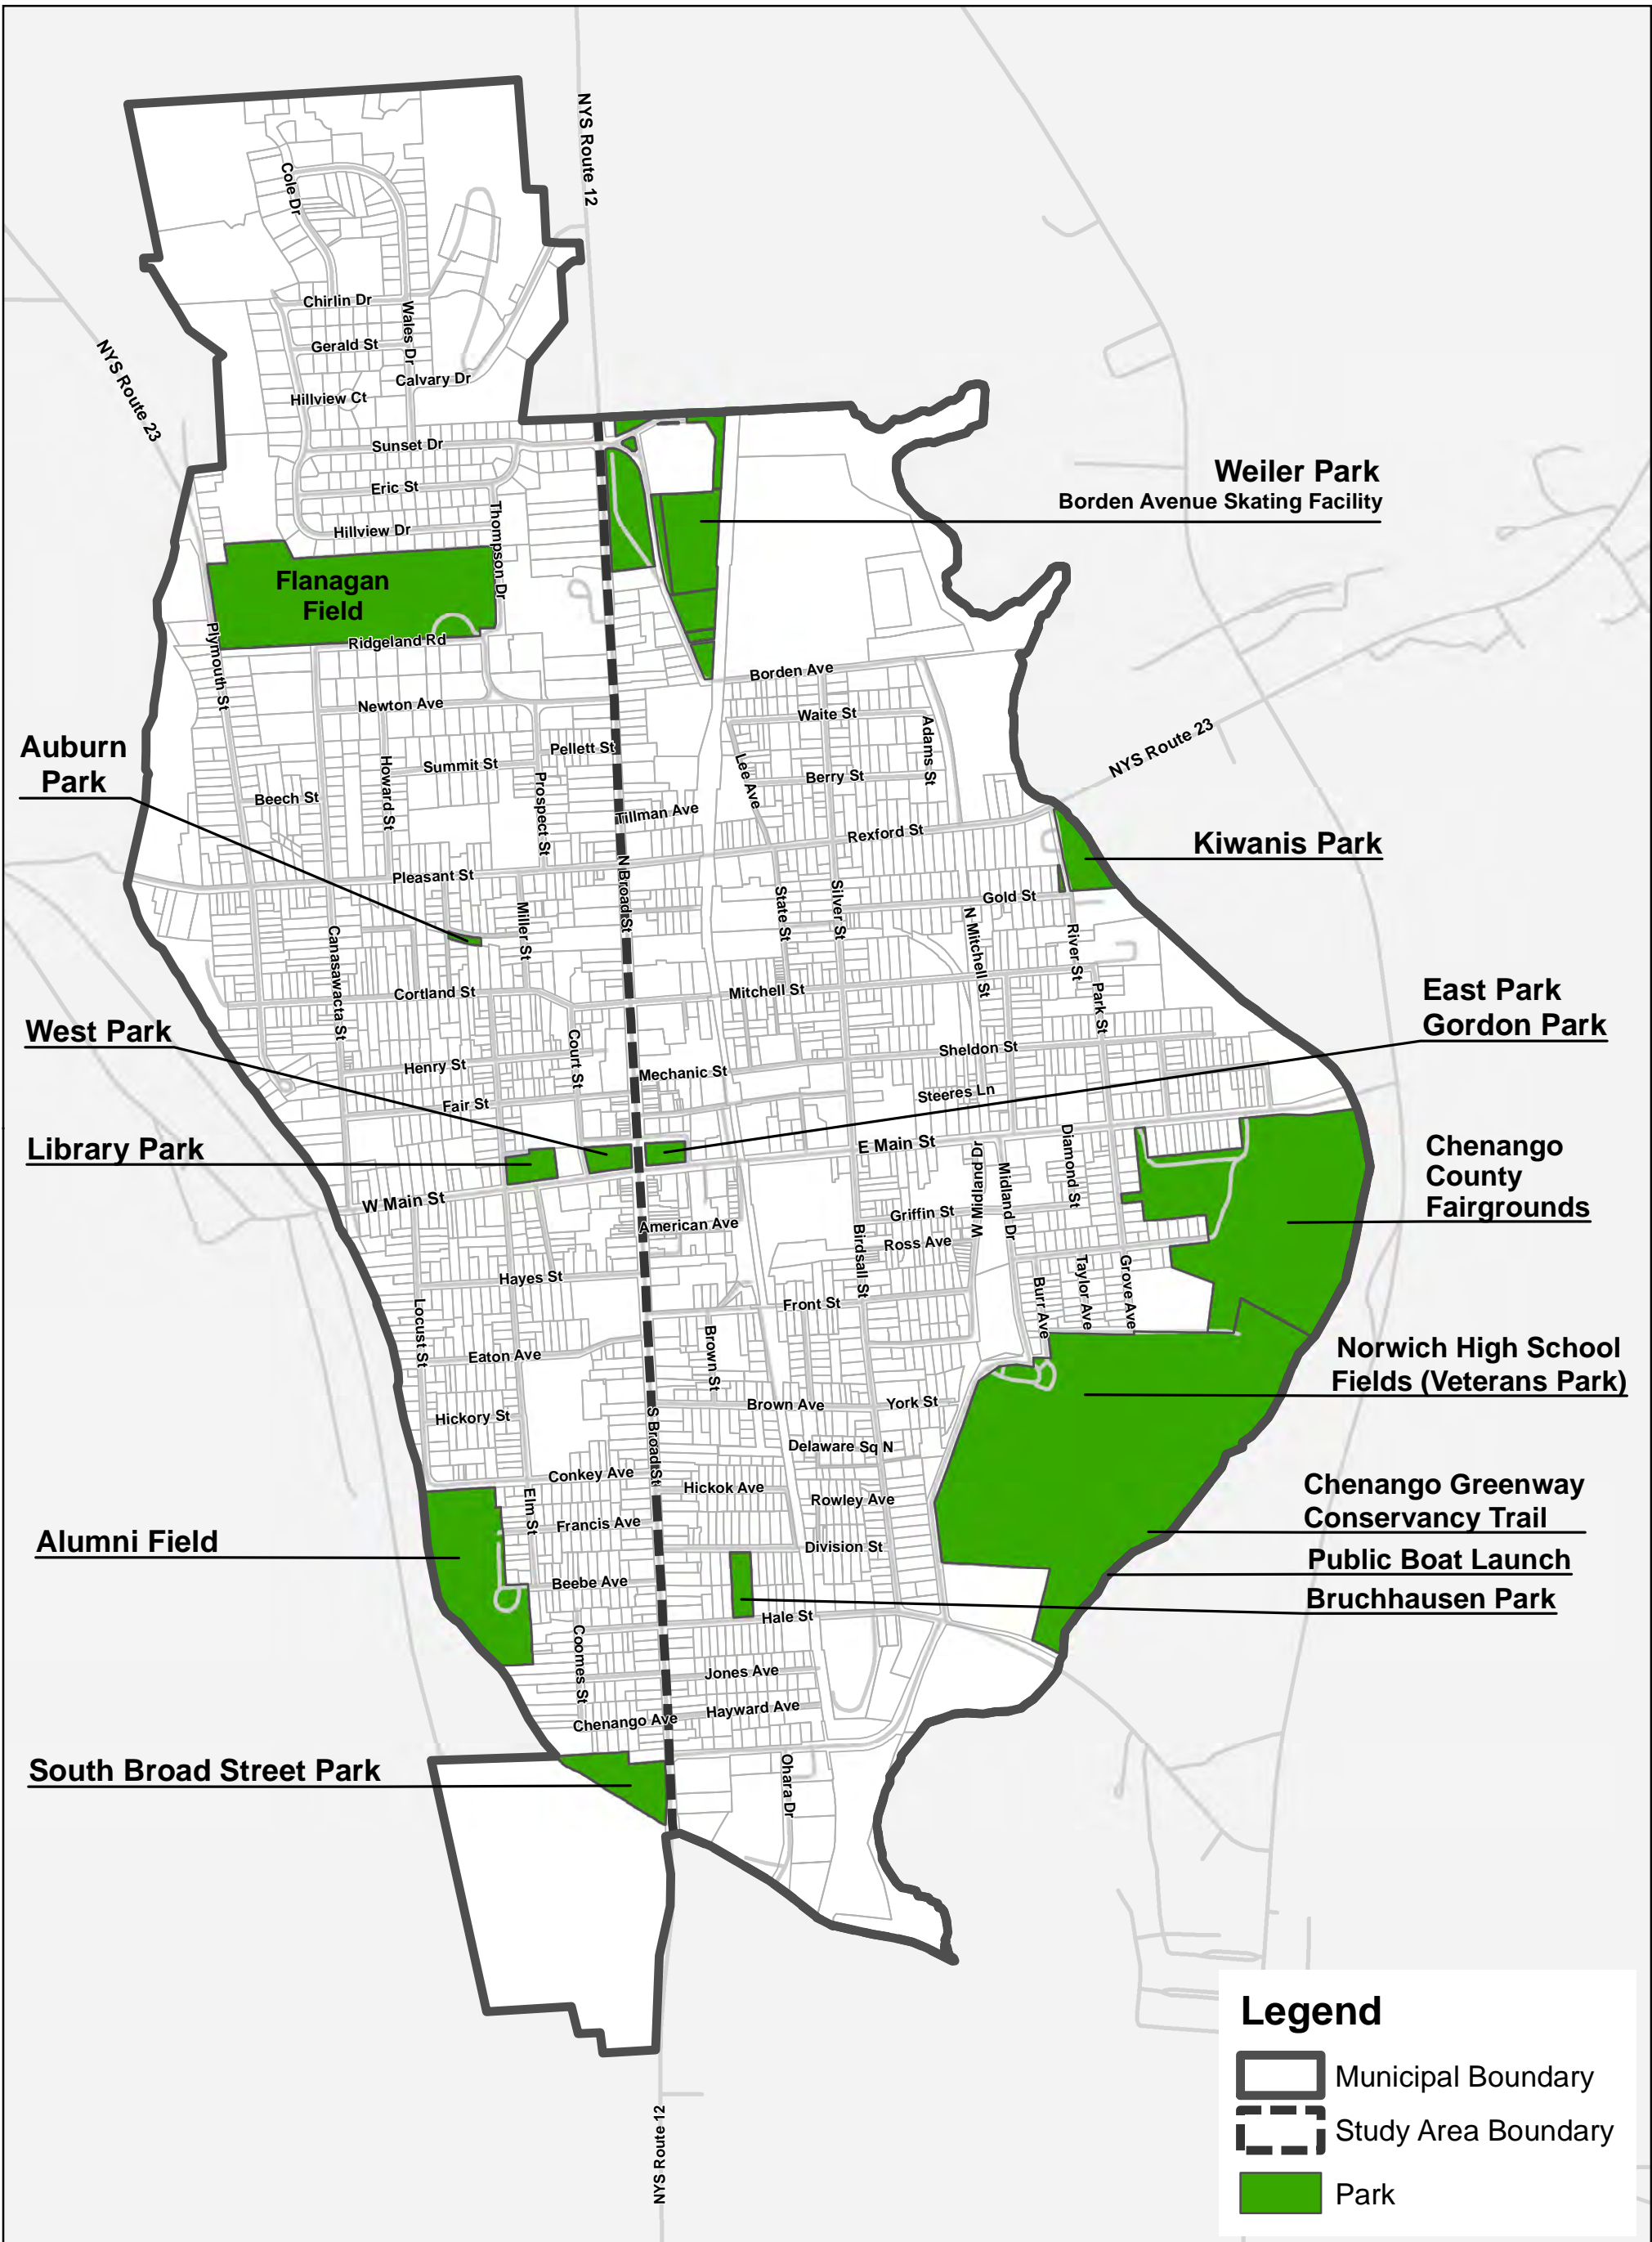 NYS Route 12
Cole Dr
Chirlin Dr
Wales Dr
Gerald St
NYS Route 23
Calvary Dr
Hillview Ct
Sunset Dr
Eric St
Thompson Dr
Hillview Dr
Weiler Park
Borden Avenue Skating Facility
Flanagan
Field
Ridgeland Rd
Plymouth St
Borden Ave
Newton Ave
Waite St
Adams St
NYS Route 23
Auburn
Park
Pellett St
Summit St
Howard St
Prospect St
Lee Ave
Berry St
Beech St
Tillman Ave
Rexford St
Kiwanis Park
Pleasant St
N Broad St
Gold St
State St
Silver St
Miller St
N Mitchell St
River St
Canasawacta St
Cortland St
Mitchell St
Park St
East Park
Gordon Park
West Park
Court St
Henry St
Mechanic St
Sheldon St
Fair St
Steeres Ln
Library Park
E Main St
Diamond St
Chenango
County
Fairgrounds
W Main St
W Midland Dr
Midland Dr
American Ave
Griffin St
Birdsall St
Ross Ave
Hayes St
Taylor Ave
Grove Ave
Burr Ave
Locust St
Front St
Brown St
Eaton Ave
Norwich High School
Fields (Veterans Park)
Brown Ave
York St
Hickory St
S Broad St
Delaware Sq N
Conkey Ave
Hickok Ave
Rowley Ave
Chenango Greenway
Conservancy Trail
Elm St
Francis Ave
Alumni Field
Division St
Public Boat Launch
Beebe Ave
Bruchhausen Park
Hale St
Coomes St
Jones Ave
Hayward Ave
Chenango Ave
South Broad Street Park
Ohara Dr
NYS Route 12
Legend
Municipal Boundary
Study Area Boundary
Park